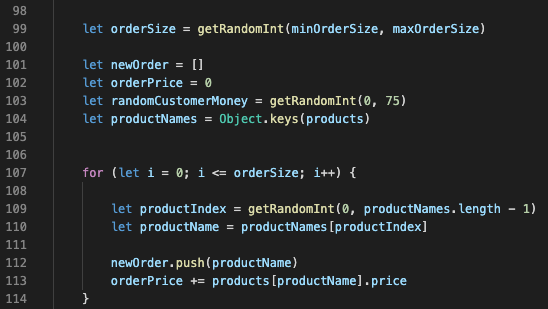 98
99 let orderSize = getRandomInt(minOrderSize, maxOrderSize)
100
101 let newOrder = []
102 let orderPrice = 0
103 let randomCustomerMoney = getRandomInt(0, 75)
104 let productNames = Object.keys(products)
105
106
107 for (let i = 0; i <= orderSize; i++) {
108
109 let productIndex = getRandomInt(0, productNames.length - 1)
110 let productName = productNames[productIndex]
111
112 newOrder.push(productName)
113 orderPrice += products[productName].price
114 }